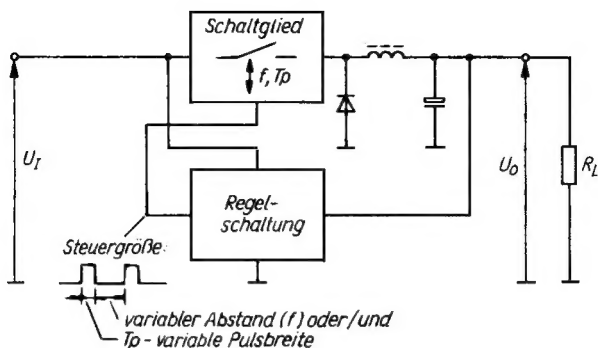 Schaltglied
f, Tp
U_I
Regel-
schaltung
U_O
R_L
Steuergröße:
variabler Abstand (f) oder/und
Tp - variable Pulsbreite